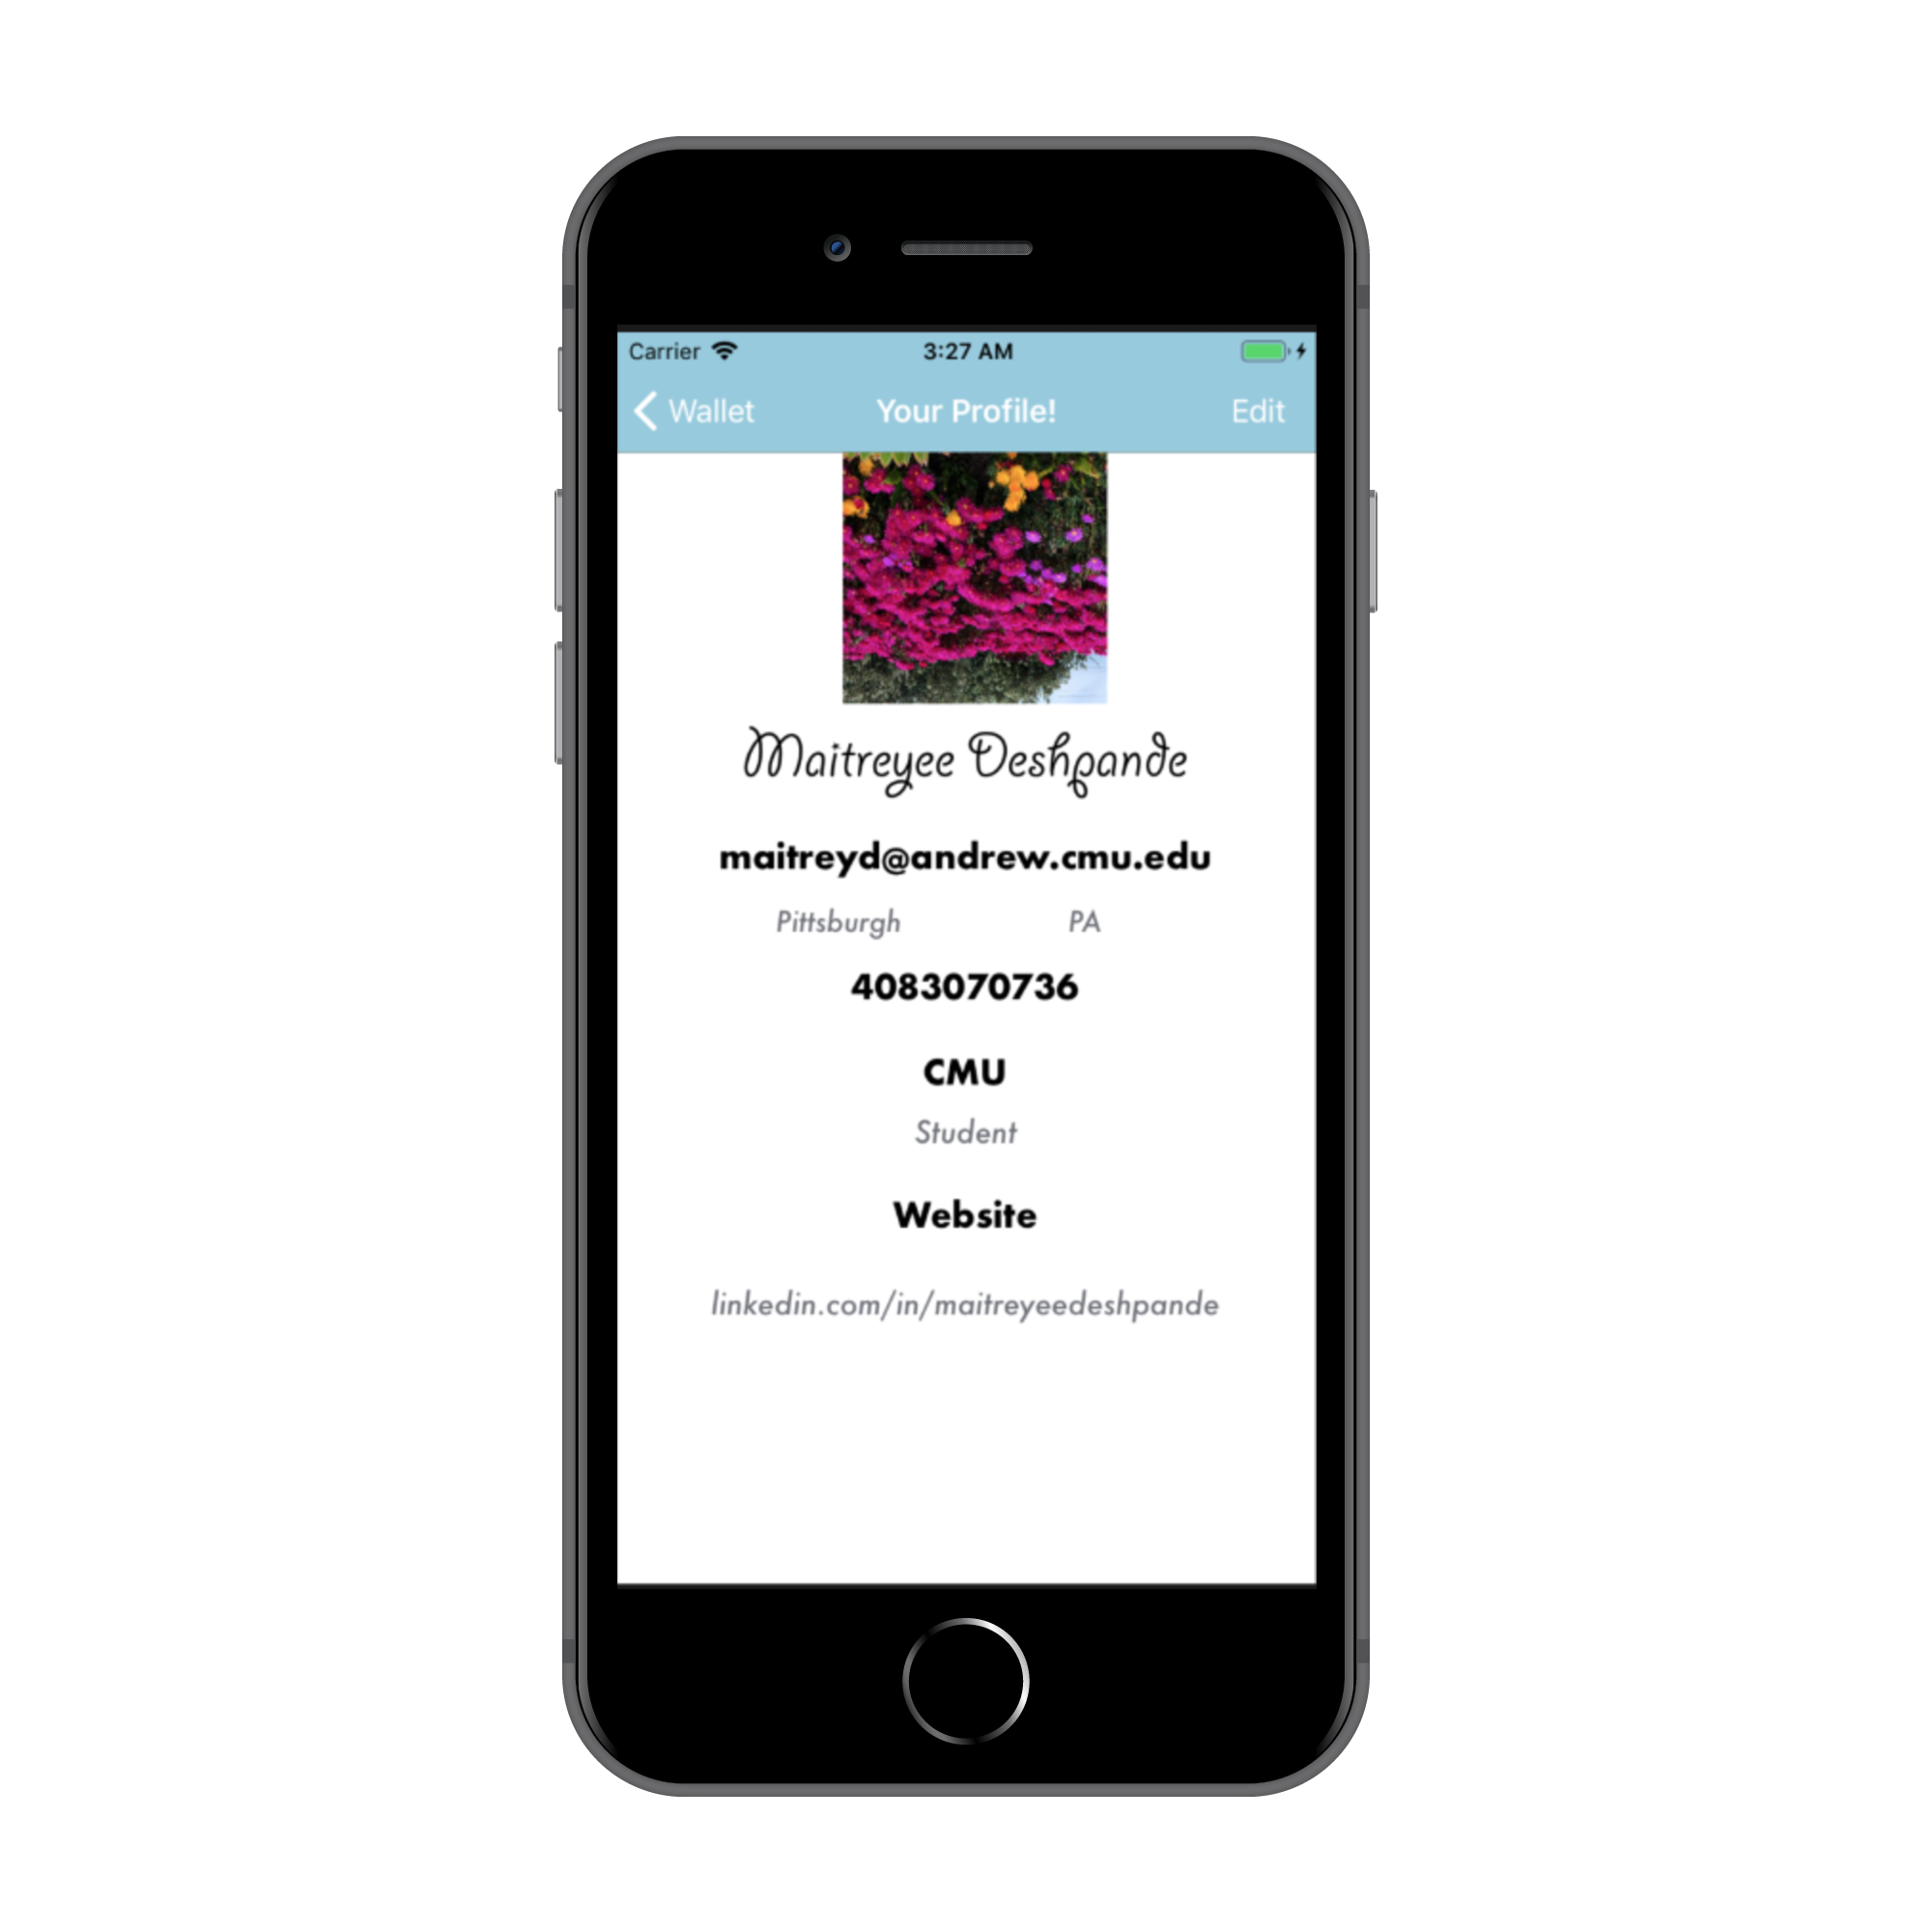 Carrier 3:27 AM
Wallet Your Profile! Edit
Maitreyee Deshpande
maitreyd@andrew.cmu.edu
Pittsburgh PA
4083070736
CMU
Student
Website
linkedin.com/in/maitreyeedeshpande